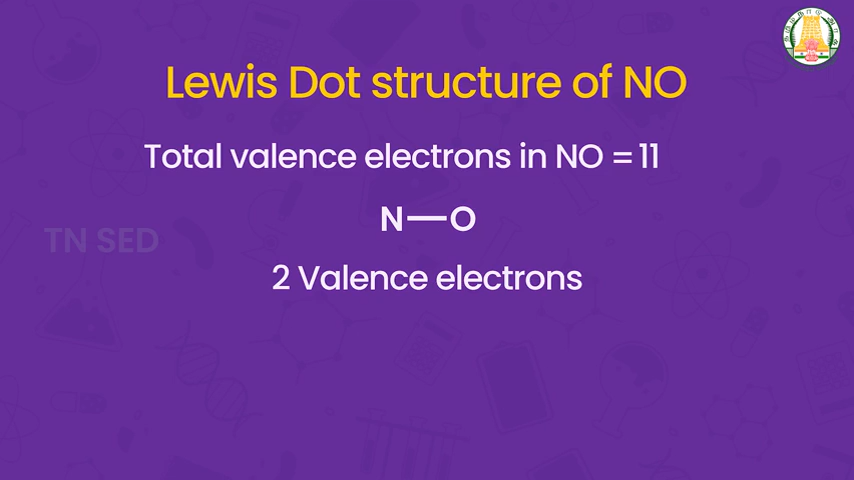 Lewis Dot structure of NO
Total valence electrons in NO = 11
N—O
TN SED
2 Valence electrons